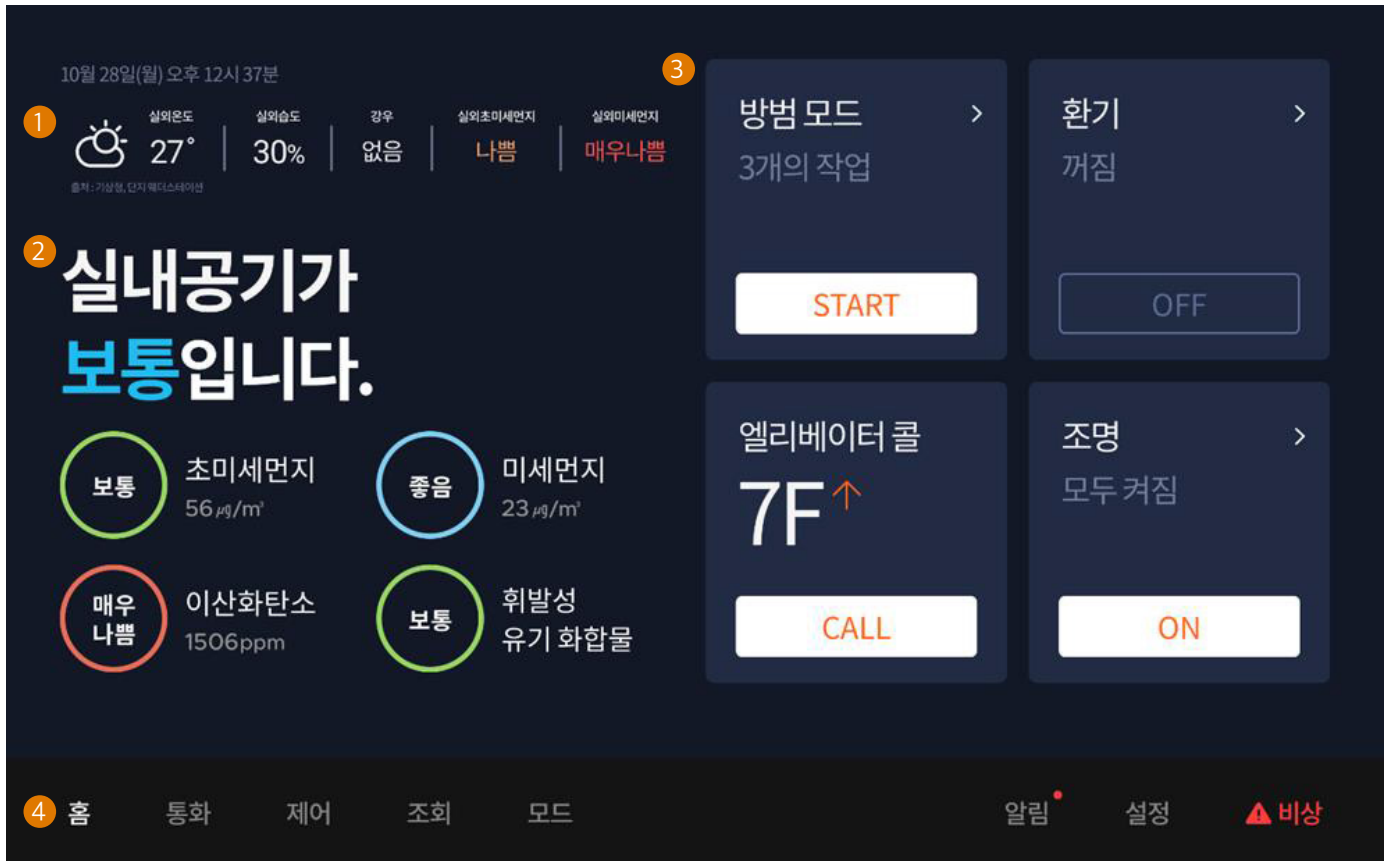 10월 28일(월) 오후 12시 37분
1
실외온도 실외습도 강우 실외초미세먼지 실외미세먼지
27° 30% 없음 나쁨 매우나쁨
출처 : 기상청, 단지 웨더스테이션
2
실내공기가
보통입니다.
보통
초미세먼지
56㎍/㎥
좋음
미세먼지
23㎍/㎥
매우
나쁨
이산화탄소
1506ppm
보통
휘발성
유기 화합물
3
방범 모드 >
3개의 작업
START
환기 >
꺼짐
OFF
엘리베이터 콜
7F↑
CALL
조명 >
모두 켜짐
ON
4
홈 통화 제어 조회 모드 알림 설정 비상